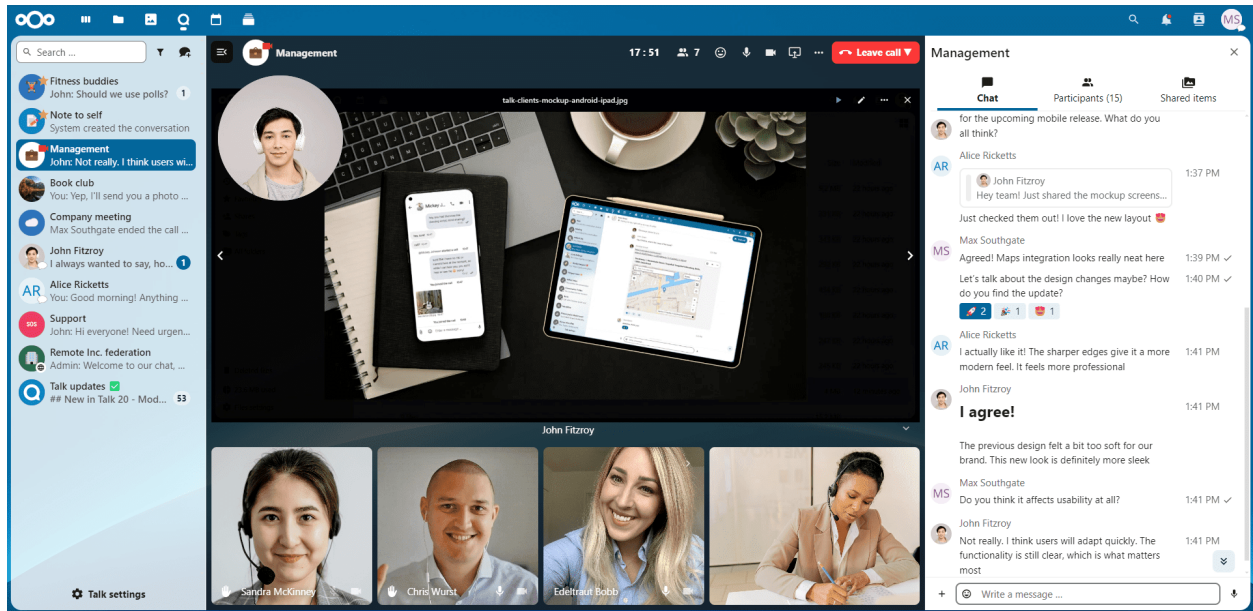 MS
Search ...
Fitness buddies
John: Should we use polls? 1
Note to self
System created the conversation
Management
John: Not really. I think users wi...
Book club
You: Yep, I'll send you a photo ...
Company meeting
Max Southgate ended the call ...
John Fitzroy
I always wanted to say, ho... 1
AR
Alice Ricketts
You: Good morning! Anything ...
SOS
Support
John: Hi everyone! Need urgen...
Remote Inc. federation
Admin: Welcome to our chat, ...
Talk updates ✅
## New in Talk 20 - Mod... 53
Talk settings
Management
17 : 51
7
Leave call
talk-clients-mockup-android-ipad.jpg
John Fitzroy
Sandra McKinney
Chris Wurst
Edeltraut Bobb
Management
Chat
Participants (15)
Shared items
for the upcoming mobile release. What do you
all think?
Alice Ricketts
AR
John Fitzroy
Hey team! Just shared the mockup screens...
1:37 PM
Just checked them out! I love the new layout 😍
Max Southgate
MS
Agreed! Maps integration looks really neat here 1:39 PM
Let's talk about the design changes maybe? How 1:40 PM
do you find the update?
🚀 2 🎉 1 😍 1
Alice Ricketts
AR
I actually like it! The sharper edges give it a more 1:41 PM
modern feel. It feels more professional
John Fitzroy
I agree! 1:41 PM
The previous design felt a bit too soft for our
brand. This new look is definitely more sleek
Max Southgate
MS
Do you think it affects usability at all? 1:41 PM
John Fitzroy
Not really. I think users will adapt quickly. The 1:41 PM
functionality is still clear, which is what matters
most
Write a message ...